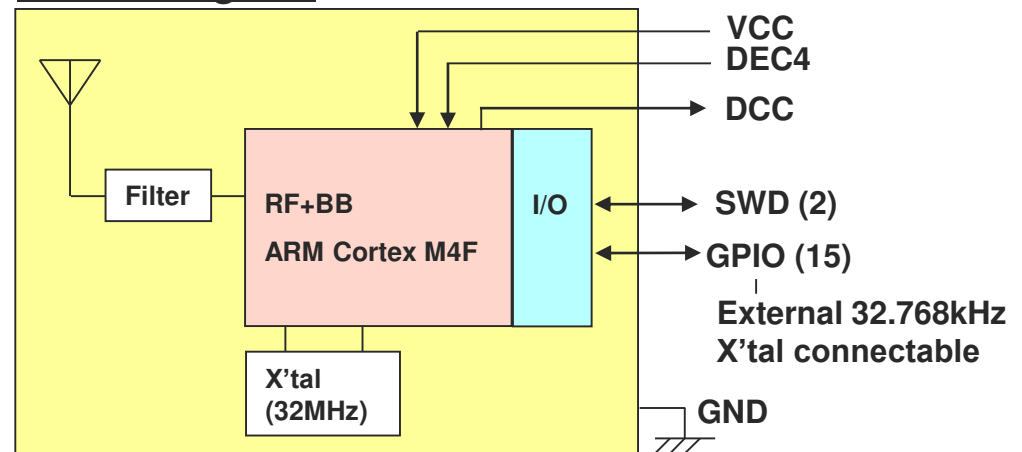 VCC
DEC4
DCC
Filter
RF+BB
ARM Cortex M4F
I/O
SWD (2)
GPIO (15)
External 32.768kHz
X'tal connectable
X'tal
(32MHz)
GND